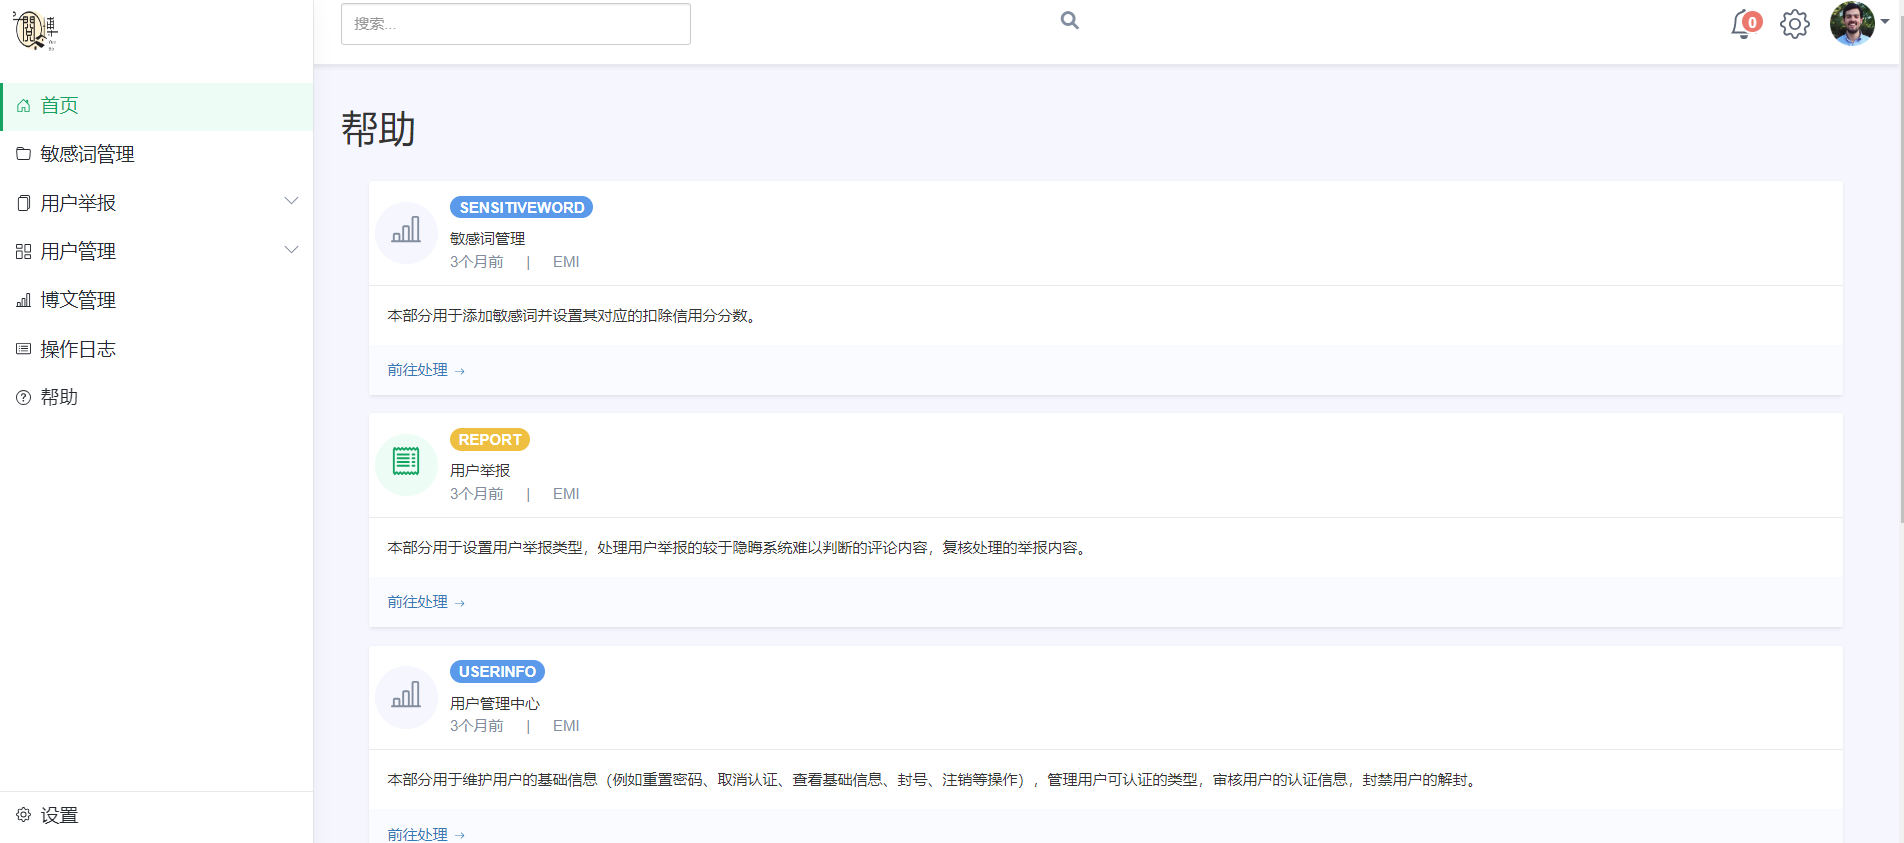 閱博
搜索...
0
首页
敏感词管理
用户举报
用户管理
博文管理
操作日志
帮助
设置
帮助
SENSITIVEWORD
敏感词管理
3个月前 | EMI
本部分用于添加敏感词并设置其对应的扣除信用分分数。
前往处理 →
REPORT
用户举报
3个月前 | EMI
本部分用于设置用户举报类型，处理用户举报的较于隐晦系统难以判断的评论内容，复核处理的举报内容。
前往处理 →
USERINFO
用户管理中心
3个月前 | EMI
本部分用于维护用户的基础信息（例如重置密码、取消认证、查看基础信息、封号、注销等操作），管理用户可认证的类型，审核用户的认证信息，封禁用户的解封。
前往处理 →